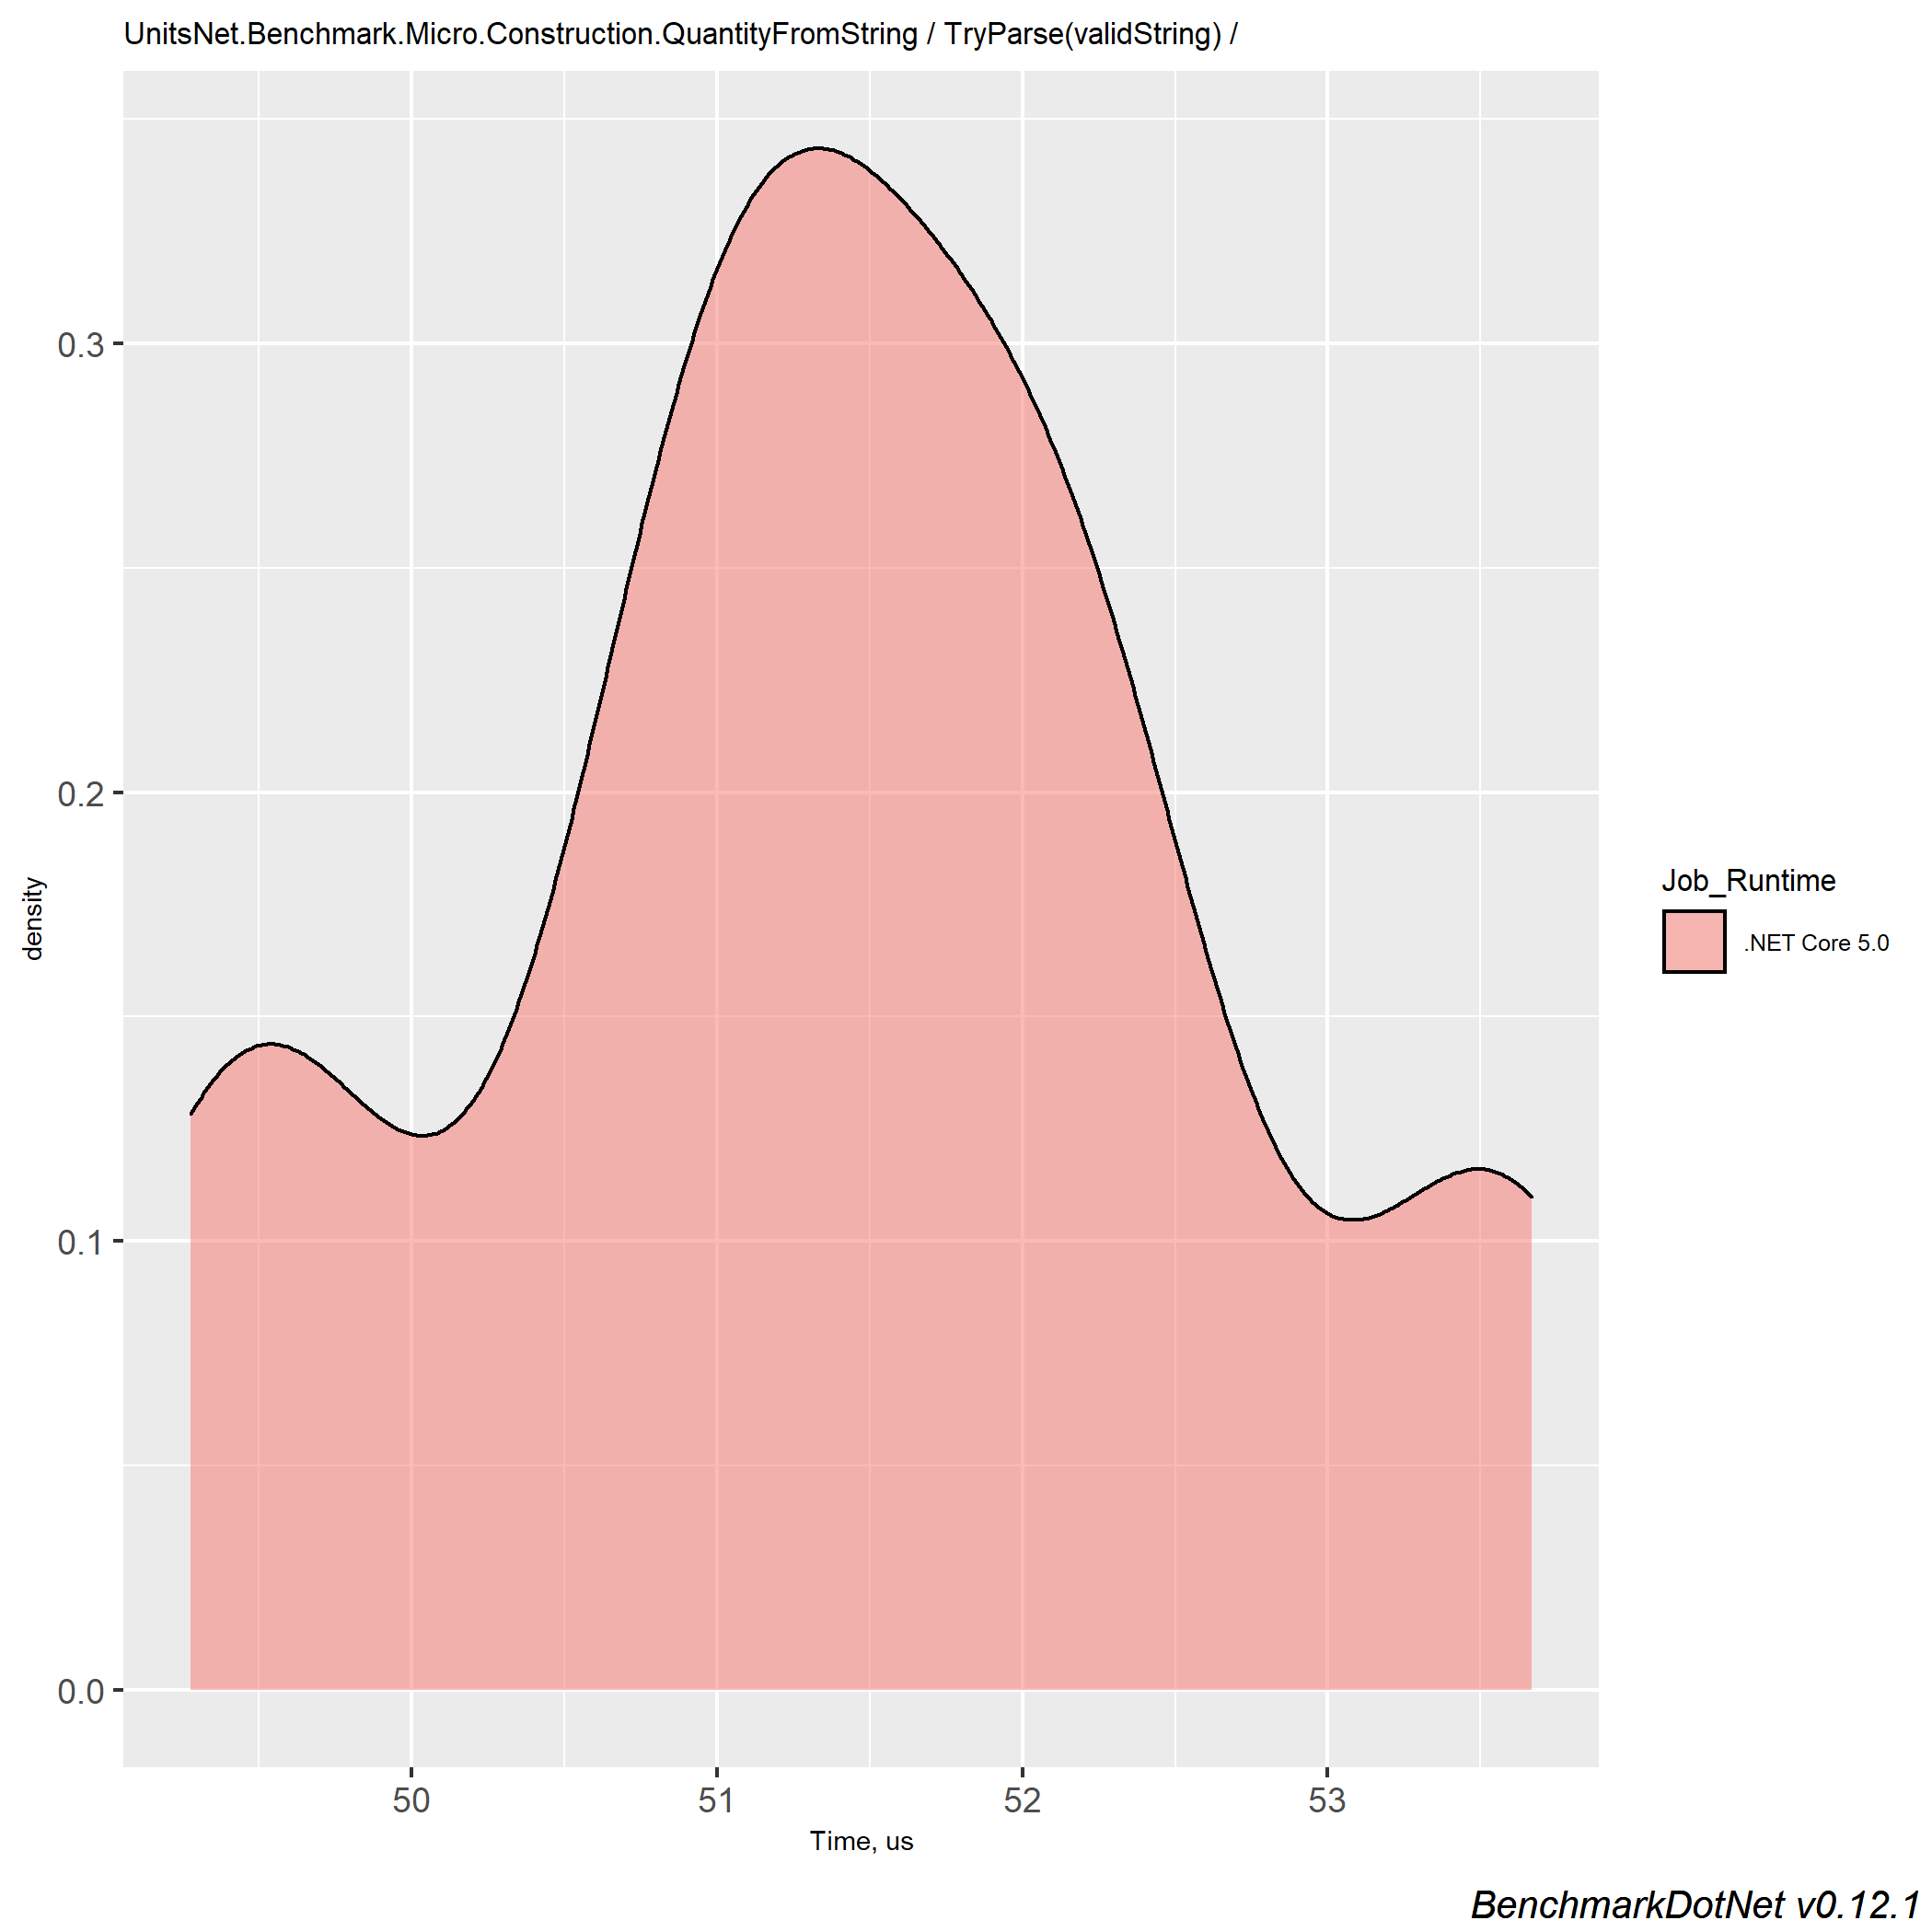 UnitsNet.Benchmark.Micro.Construction.QuantityFromString / TryParse(validString) /
0.3
0.2
0.1
0.0
density
50 51 52 53
Time, us
Job_Runtime
.NET Core 5.0
BenchmarkDotNet v0.12.1